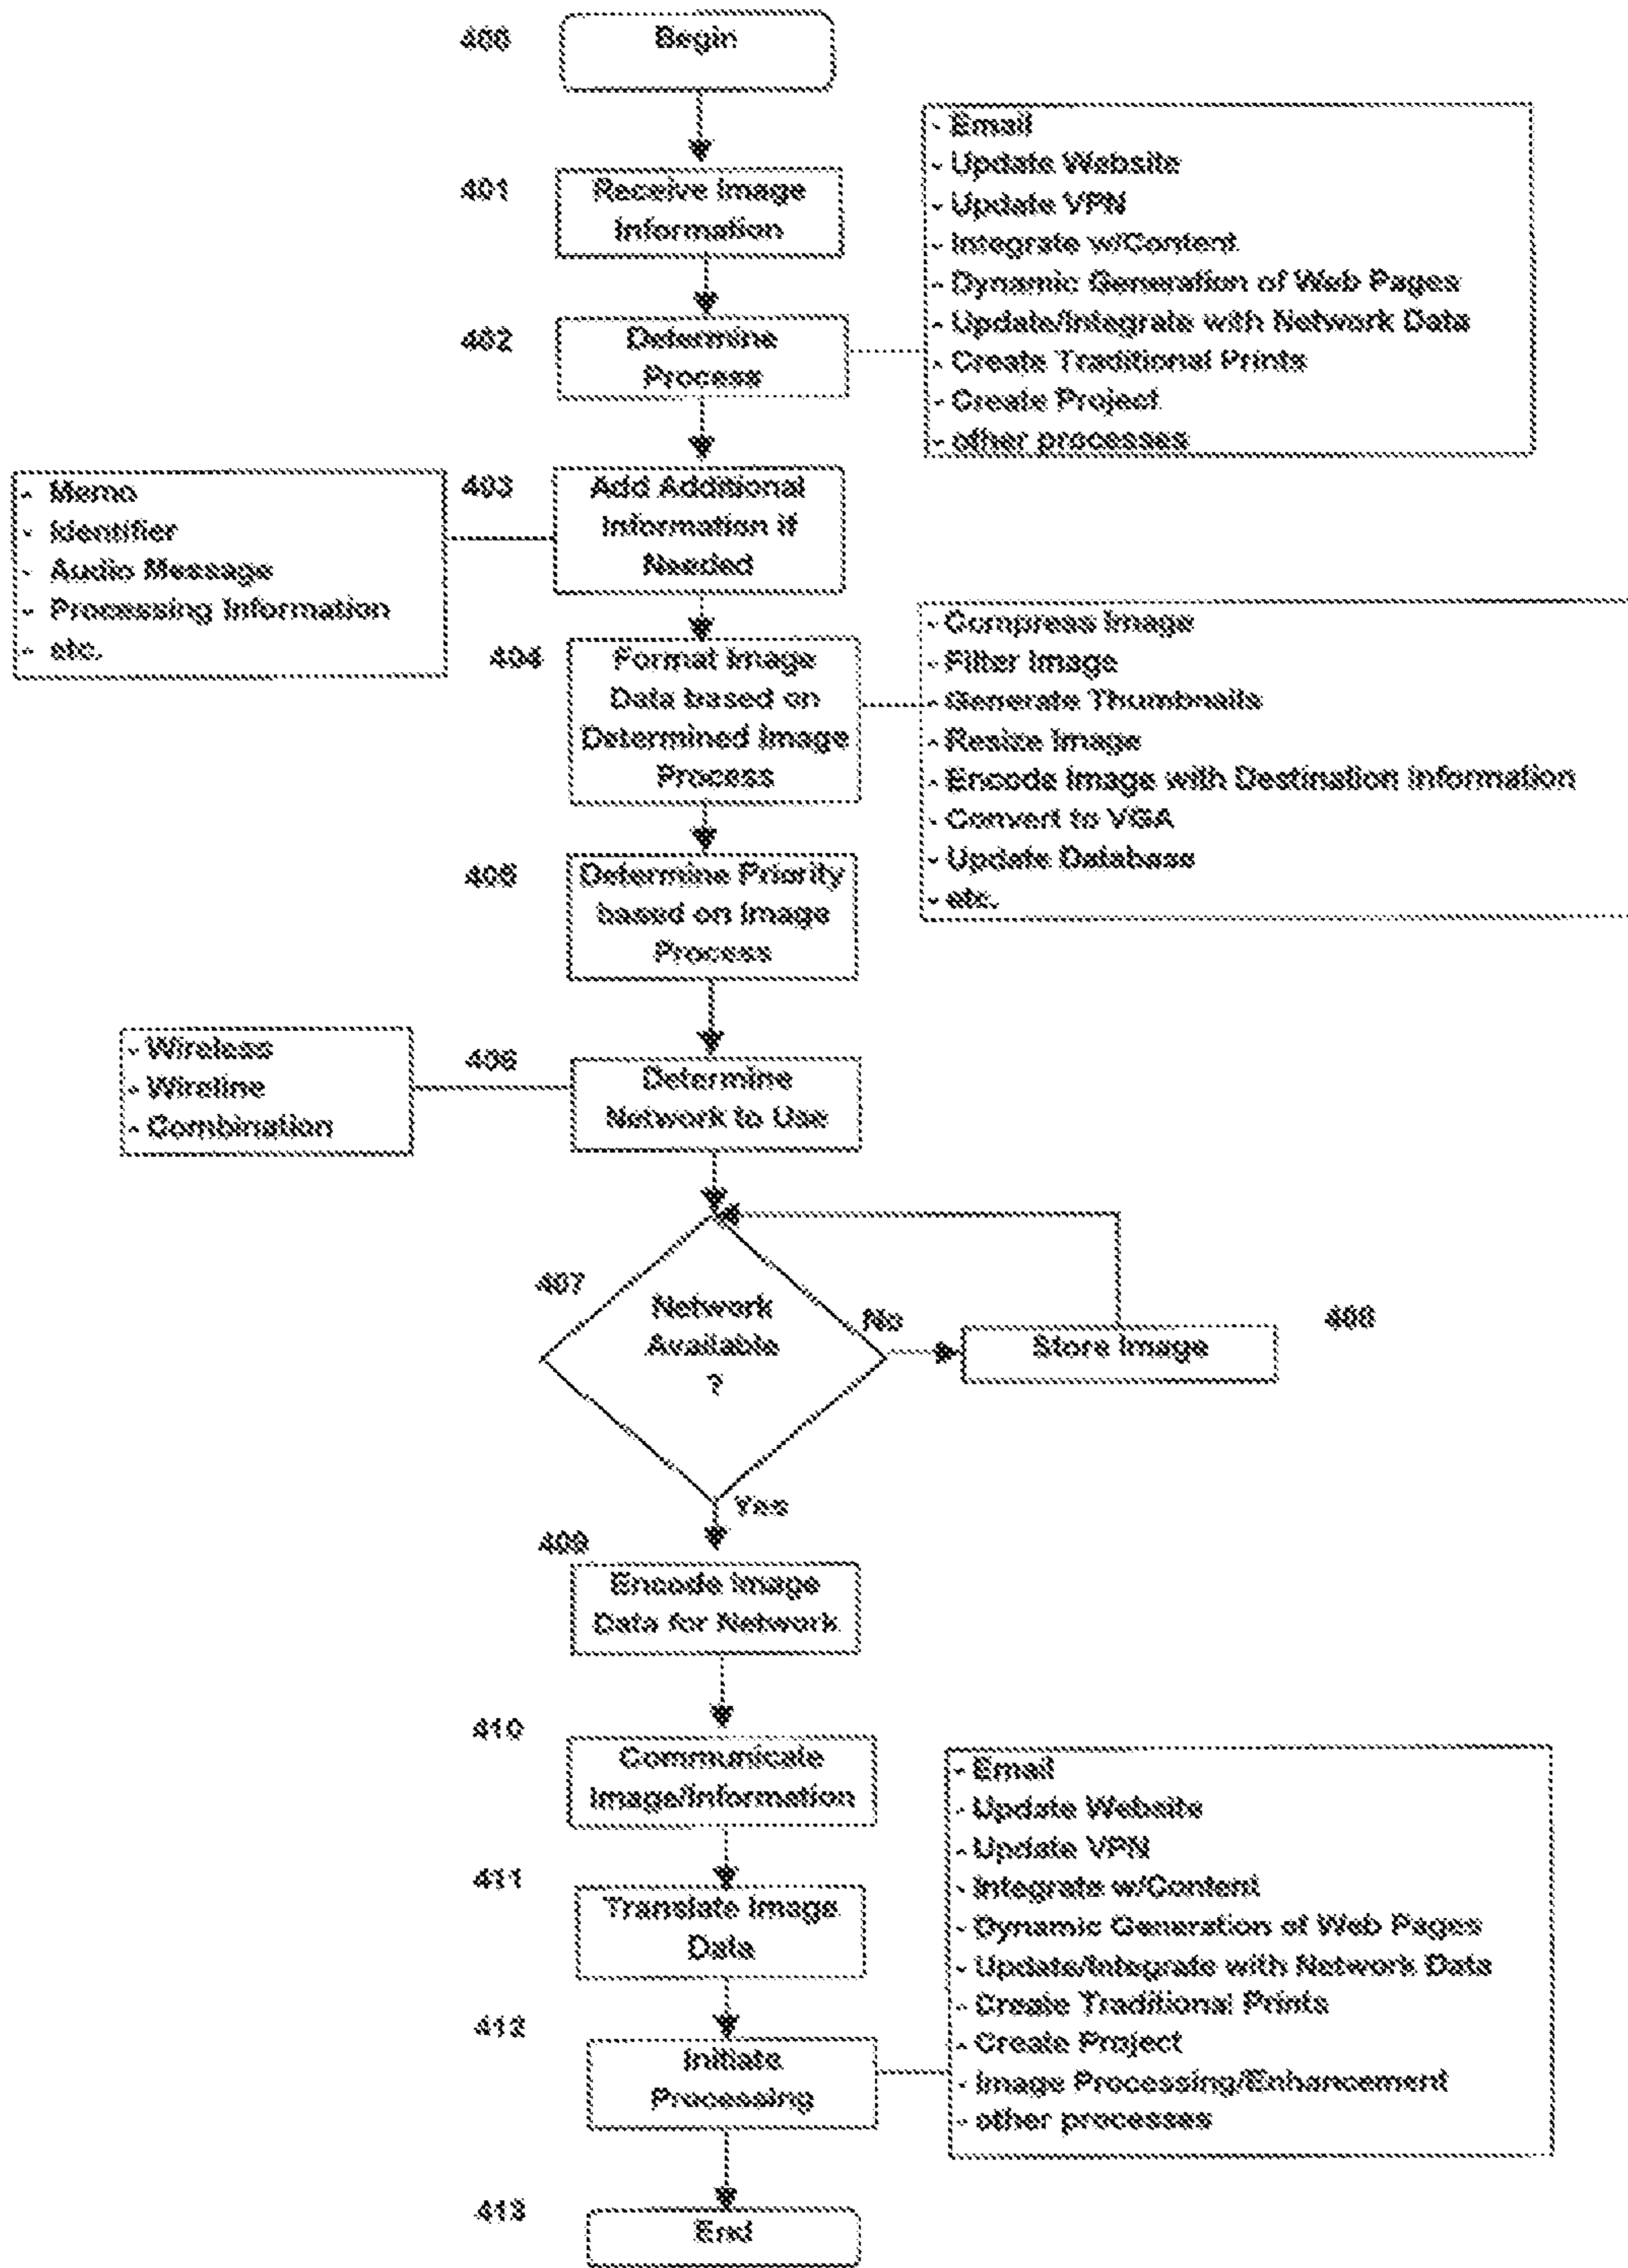 400
Begin
401
Receive Image
Information
402
Determine
Process
- Email
- Update Website
- Update VPN
- Integrate w/Content
- Dynamic Generation of Web Pages
- Update/Integrate with Network Data
- Create Traditional Prints
- Create Project
- other processes
403
Add Additional
Information if
Needed
- Memo
- Identifier
- Audio Message
- Processing Information
- etc.
404
Format Image
Data based on
Determined Image
Process
- Compress Image
- Filter Image
- Generate Thumbnails
- Resize Image
- Encode Image with Destination Information
- Convert to VGA
- Update Database
- etc.
405
Determine Priority
based on Image
Process
406
Determine
Network to Use
- Wireless
- Wireline
- Combination
407
Network
Available
?
No
Store Image
408
Yes
409
Encode Image
Data for Network
410
Communicate
Image/Information
411
Translate Image
Data
412
Initiate
Processing
- Email
- Update Website
- Update VPN
- Integrate w/Content
- Dynamic Generation of Web Pages
- Update/Integrate with Network Data
- Create Traditional Prints
- Create Project
- Image Processing/Enhancement
- other processes
413
End